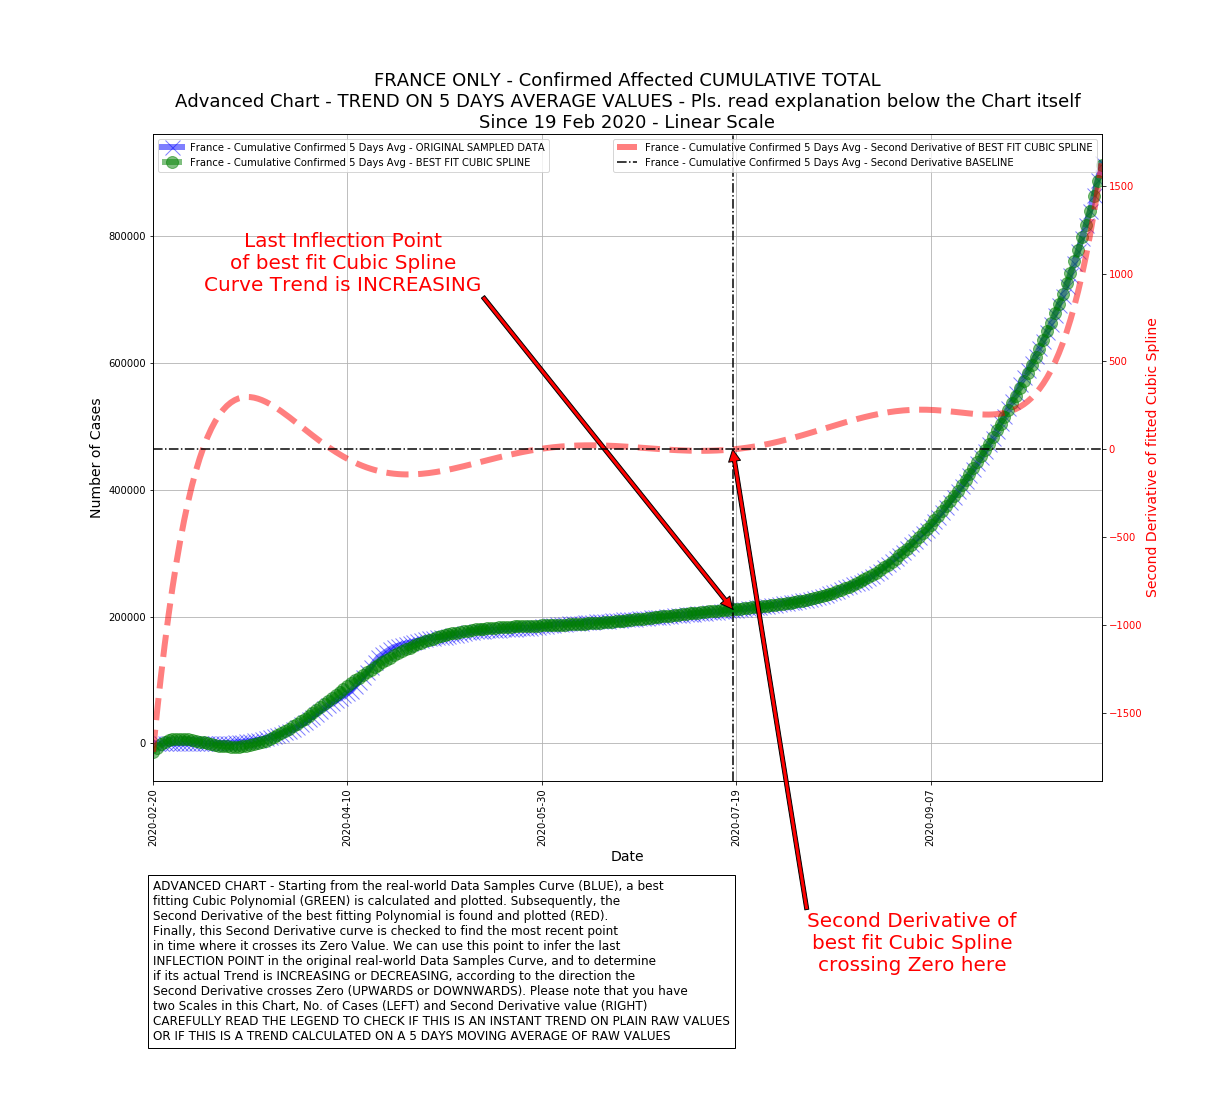 FRANCE ONLY - Confirmed Affected CUMULATIVE TOTAL
Advanced Chart - TREND ON 5 DAYS AVERAGE VALUES - Pls. read explanation below the Chart itself
Since 19 Feb 2020 - Linear Scale
France - Cumulative Confirmed 5 Days Avg - ORIGINAL SAMPLED DATA
France - Cumulative Confirmed 5 Days Avg - BEST FIT CUBIC SPLINE
France - Cumulative Confirmed 5 Days Avg - Second Derivative of BEST FIT CUBIC SPLINE
France - Cumulative Confirmed 5 Days Avg - Second Derivative BASELINE
Last Inflection Point
of best fit Cubic Spline
Curve Trend is INCREASING
Number of Cases
800000
600000
400000
200000
0
1500
1000
500
0
−500
−1000
−1500
Second Derivative of fitted Cubic Spline
2020-02-20
2020-04-10
2020-05-30
2020-07-19
2020-09-07
Date
ADVANCED CHART - Starting from the real-world Data Samples Curve (BLUE), a best
fitting Cubic Polynomial (GREEN) is calculated and plotted. Subsequently, the
Second Derivative of the best fitting Polynomial is found and plotted (RED).
Finally, this Second Derivative curve is checked to find the most recent point
in time where it crosses its Zero Value. We can use this point to infer the last
INFLECTION POINT in the original real-world Data Samples Curve, and to determine
if its actual Trend is INCREASING or DECREASING, according to the direction the
Second Derivative crosses Zero (UPWARDS or DOWNWARDS). Please note that you have
two Scales in this Chart, No. of Cases (LEFT) and Second Derivative value (RIGHT)
CAREFULLY READ THE LEGEND TO CHECK IF THIS IS AN INSTANT TREND ON PLAIN RAW VALUES
OR IF THIS IS A TREND CALCULATED ON A 5 DAYS MOVING AVERAGE OF RAW VALUES
Second Derivative of
best fit Cubic Spline
crossing Zero here